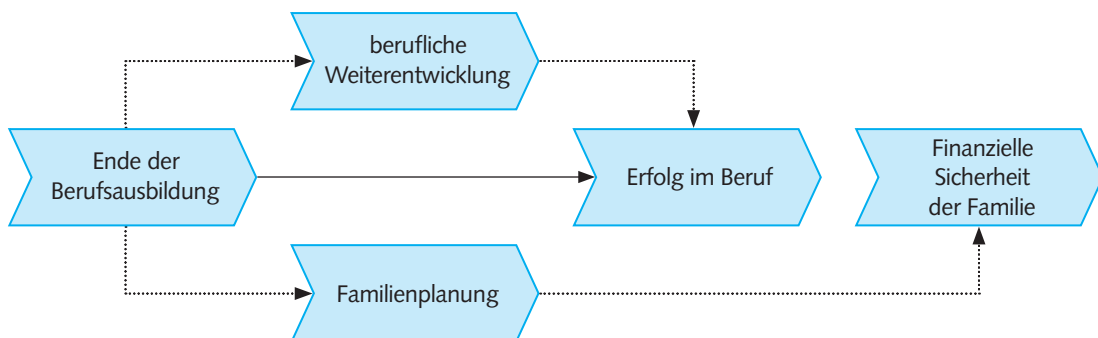 berufliche
Weiterentwicklung
Ende der
Berufsausbildung
Erfolg im Beruf
Finanzielle
Sicherheit
der Familie
Familienplanung